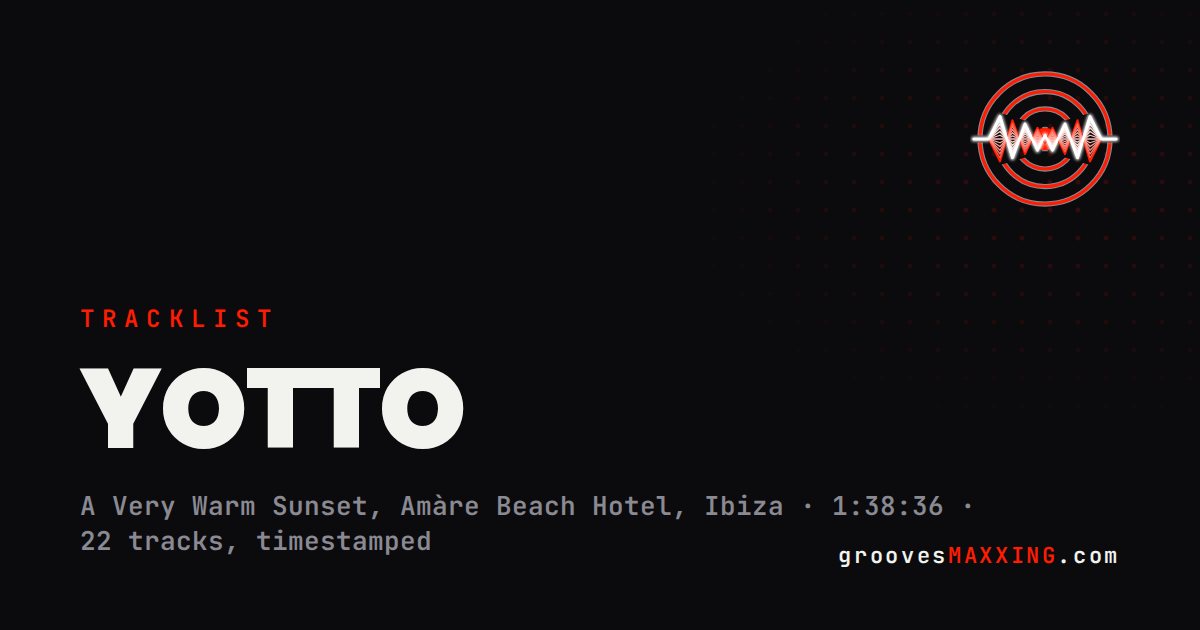 TRACKLIST
YOTTO
A Very Warm Sunset, Amàre Beach Hotel, Ibiza · 1:38:36 ·
22 tracks, timestamped
groovesMAXXING.com